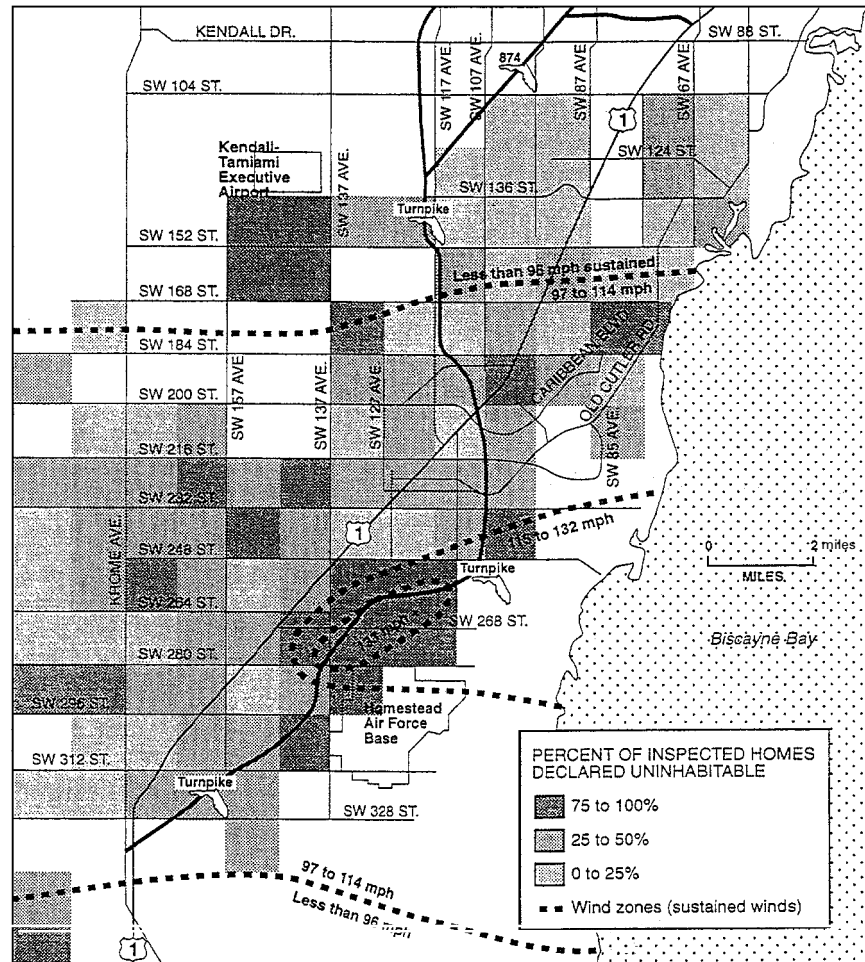 KENDALL DR.
SW 88 ST.
874
SW 117 AVE.
SW 107 AVE.
SW 87 AVE.
SW 67 AVE.
SW 104 ST.
1
SW 124 ST.
Kendall-
Tamiami
Executive
Airport
SW 137 AVE.
SW 136 ST.
Turnpike
SW 152 ST.
Less than 96 mph sustained
97 to 114 mph
SW 168 ST.
SW 184 ST.
CARIBBEAN BLVD.
OLD CUTLER RD.
SW 157 AVE.
SW 137 AVE.
SW 127 AVE.
SW 200 ST.
SW 216 ST.
SW 85 AVE.
SW 232 ST.
1
115 to 132 mph
SW 248 ST.
KROME AVE.
0 2 miles
MILES
Turnpike
SW 264 ST.
SW 268 ST.
Biscayne Bay
SW 280 ST.
SW 296 ST.
Homestead
Air Force
Base
SW 312 ST.
Turnpike
SW 328 ST.
PERCENT OF INSPECTED HOMES
DECLARED UNINHABITABLE
75 to 100%
25 to 50%
0 to 25%
Wind zones (sustained winds)
97 to 114 mph
Less than 96 mph
1